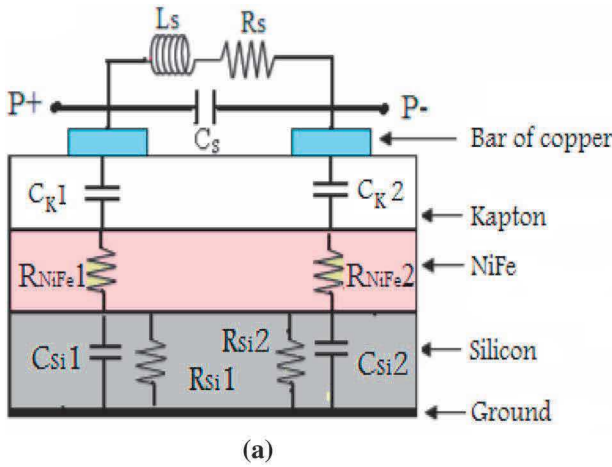 Ls Rs
P+ P-
Cs
Bar of copper
CK1 CK2
Kapton
RNiFe1 RNiFe2
NiFe
CSi1 RSi2 CSi2
RSi1
Silicon
Ground
(a)